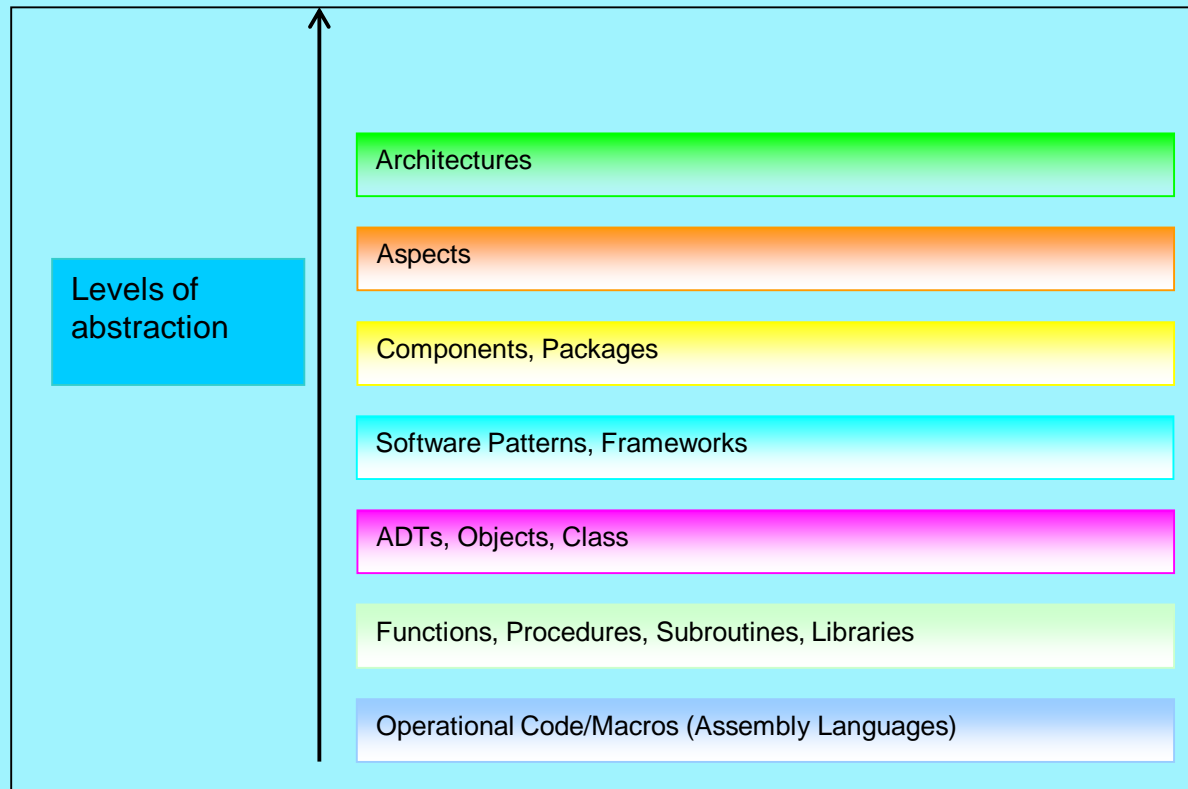 Architectures
Aspects
Levels of
abstraction
Components, Packages
Software Patterns, Frameworks
ADTs, Objects, Class
Functions, Procedures, Subroutines, Libraries
Operational Code/Macros (Assembly Languages)